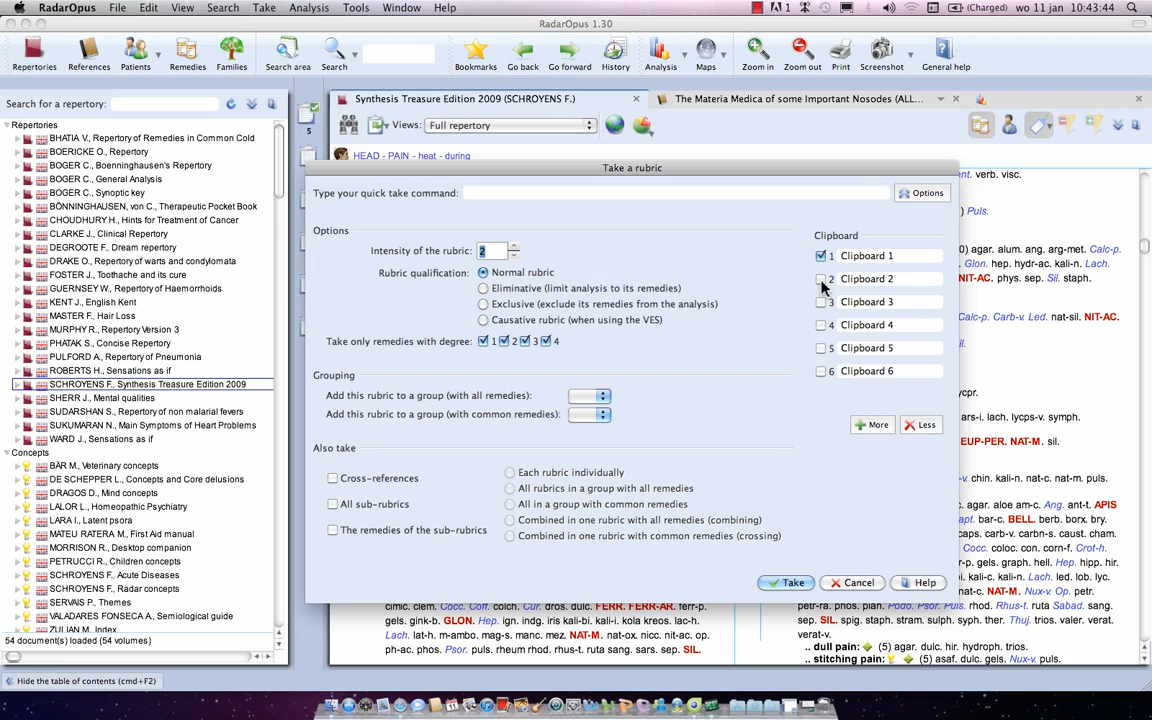 RadarOpus File Edit View Search Take Analysis Tools Window Help 1 (Charged) wo 11 jan 10:43:44
RadarOpus 1.30
Repertories References Patients Remedies Families Search area Search Bookmarks Go back Go forward History Analysis Maps Zoom in Zoom out Print Screenshot General help
Search for a repertory:
Synthesis Treasure Edition 2009 (SCHROYENS F.) The Materia Medica of some Important Nosodes (ALL...
5
Views: Full repertory
HEAD - PAIN - heat - during
Repertories
BHATIA V., Repertory of Remedies in Common Cold
BOERICKE O., Repertory
BOGER C., Boenninghausen's Repertory
BOGER C., General Analysis
BOGER C., Synoptic key
BÖNNINGHAUSEN, von C., Therapeutic Pocket Book
CHOUDHURY H., Hints for Treatment of Cancer
CLARKE J., Clinical Repertory
DEGROOTE F., Dream repertory
DRAKE O., Repertory of warts and condylomata
FOSTER J., Toothache and its cure
GUERNSEY W., Repertory of Haemorrhoids
KENT J., English Kent
MASTER F., Hair Loss
MURPHY R., Repertory Version 3
PHATAK S., Concise Repertory
PULFORD A., Repertory of Pneumonia
ROBERTS H., Sensations as if
SCHROYENS F., Synthesis Treasure Edition 2009
SHERR J., Mental qualities
SUDARSHAN S., Repertory of non malarial fevers
SUKUMARAN N., Main Symptoms of Heart Problems
WARD J., Sensations as if
Concepts
BÄR M., Veterinary concepts
DE SCHEPPER L., Concepts and Core delusions
DRAGOS D., Mind concepts
LALOR L., Homeopathic Psychiatry
LARA I., Latent psora
MATEU RATERA M., First Aid manual
MORRISON R., Desktop companion
PETRUCCI R., Children concepts
SCHROYENS F., Acute Diseases
SCHROYENS F., Radar concepts
SERVAIS P., Themes
VALADARES FONSECA A., Semiological guide
ZULIAN M., Index
54 document(s) loaded (54 volumes)
Hide the table of contents (cmd+F2)
Take a rubric
Type your quick take command: Options
Options
Intensity of the rubric: 2
Rubric qualification: Normal rubric
Eliminative (limit analysis to its remedies)
Exclusive (exclude its remedies from the analysis)
Causative rubric (when using the VES)
Take only remedies with degree: 1 2 3 4
Grouping
Add this rubric to a group (with all remedies):
Add this rubric to a group (with common remedies):
Also take
Cross-references
All sub-rubrics
The remedies of the sub-rubrics
Each rubric individually
All rubrics in a group with all remedies
All in a group with common remedies
Combined in one rubric with all remedies (combining)
Combined in one rubric with common remedies (crossing)
Clipboard
1 Clipboard 1
2 Clipboard 2
3 Clipboard 3
4 Clipboard 4
5 Clipboard 5
6 Clipboard 6
More Less
Take Cancel Help
ent. verb. visc.
) Puls.
) agar. alum. ang. arg-met. Calc-p.
Glon. hep. hydr-ac. kali-n. Lach.
NIT-AC. phys. sep. Sil. staph.
Calc-p. Carb-v. Led. nat-sil. NIT-AC.
ycpr.
ars-i. lach. lycps-v. symph.
EUP-PER. NAT-M. sil.
chin. kali-n. nat-c. nat-m. puls.
agar. aloe am-c. Ang. ant-t. APIS
bar-c. BELL. berb. borx. bry.
caps. carb-v. carbn-s. caust. cham.
Cocc. coloc. con. corn-f. Crot-h.
r-p. gels. graph. hell. Hep. hipp. hir.
kali-c. kali-n. Lach. led. lob. lyc.
NAT-M. Nux-v. Op. petr.
petr-ra. phos. plan. Podo. Psor. Puls. rhod. Rhus-t. ruta Sabad. sang.
sep. SIL. spig. staph. stram. sulph. syph. ther. Thuj. trios. valer. verat.
verat-v.
.. dull pain: (5) agar. dulc. hir. hydroph. trios.
.. stitching pain: (5) asaf. dulc. gels. Nux-v. puls.
cimic. clem. Cocc. Coff. colch. Cur. dros. dulc. FERR. FERR-AR. ferr-p.
gels. gink-b. GLON. Hep. ign. indg. iris kali-bi. kali-i. kola kreos. lac-h.
Lach. lat-h. m-ambo. mag-s. manc. mez. NAT-M. nat-ox. nicc. nit-ac. op.
ph-ac. phos. Psor. puls. rheum rhod. rhus-t. ruta sang. sars. sep. SIL.